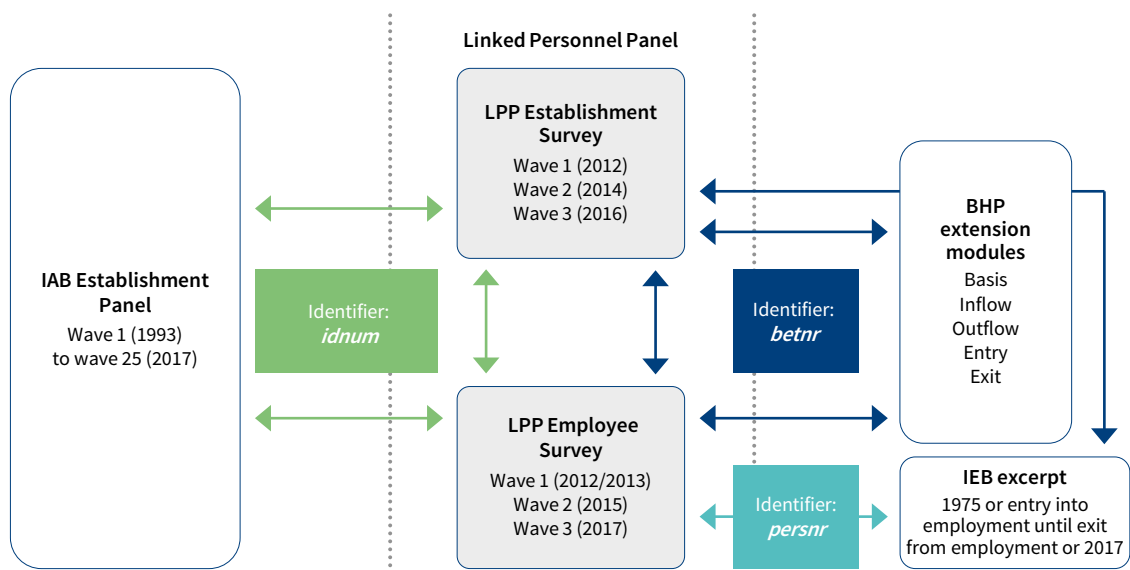 Linked Personnel Panel
IAB Establishment
Panel
Wave 1 (1993)
to wave 25 (2017)
Identifier:
idnum
LPP Establishment
Survey
Wave 1 (2012)
Wave 2 (2014)
Wave 3 (2016)
LPP Employee
Survey
Wave 1 (2012/2013)
Wave 2 (2015)
Wave 3 (2017)
Identifier:
betnr
Identifier:
persnr
BHP
extension
modules
Basis
Inflow
Outflow
Entry
Exit
IEB excerpt
1975 or entry into
employment until exit
from employment or 2017